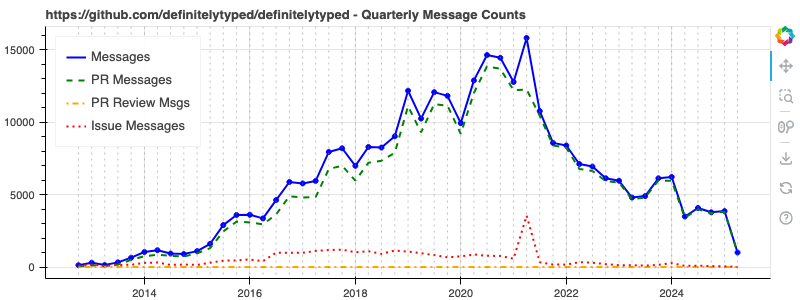 https://github.com/definitelytyped/definitelytyped - Quarterly Message Counts
15000
10000
5000
0
Messages
PR Messages
PR Review Msgs
Issue Messages
2014
2016
2018
2020
2022
2024